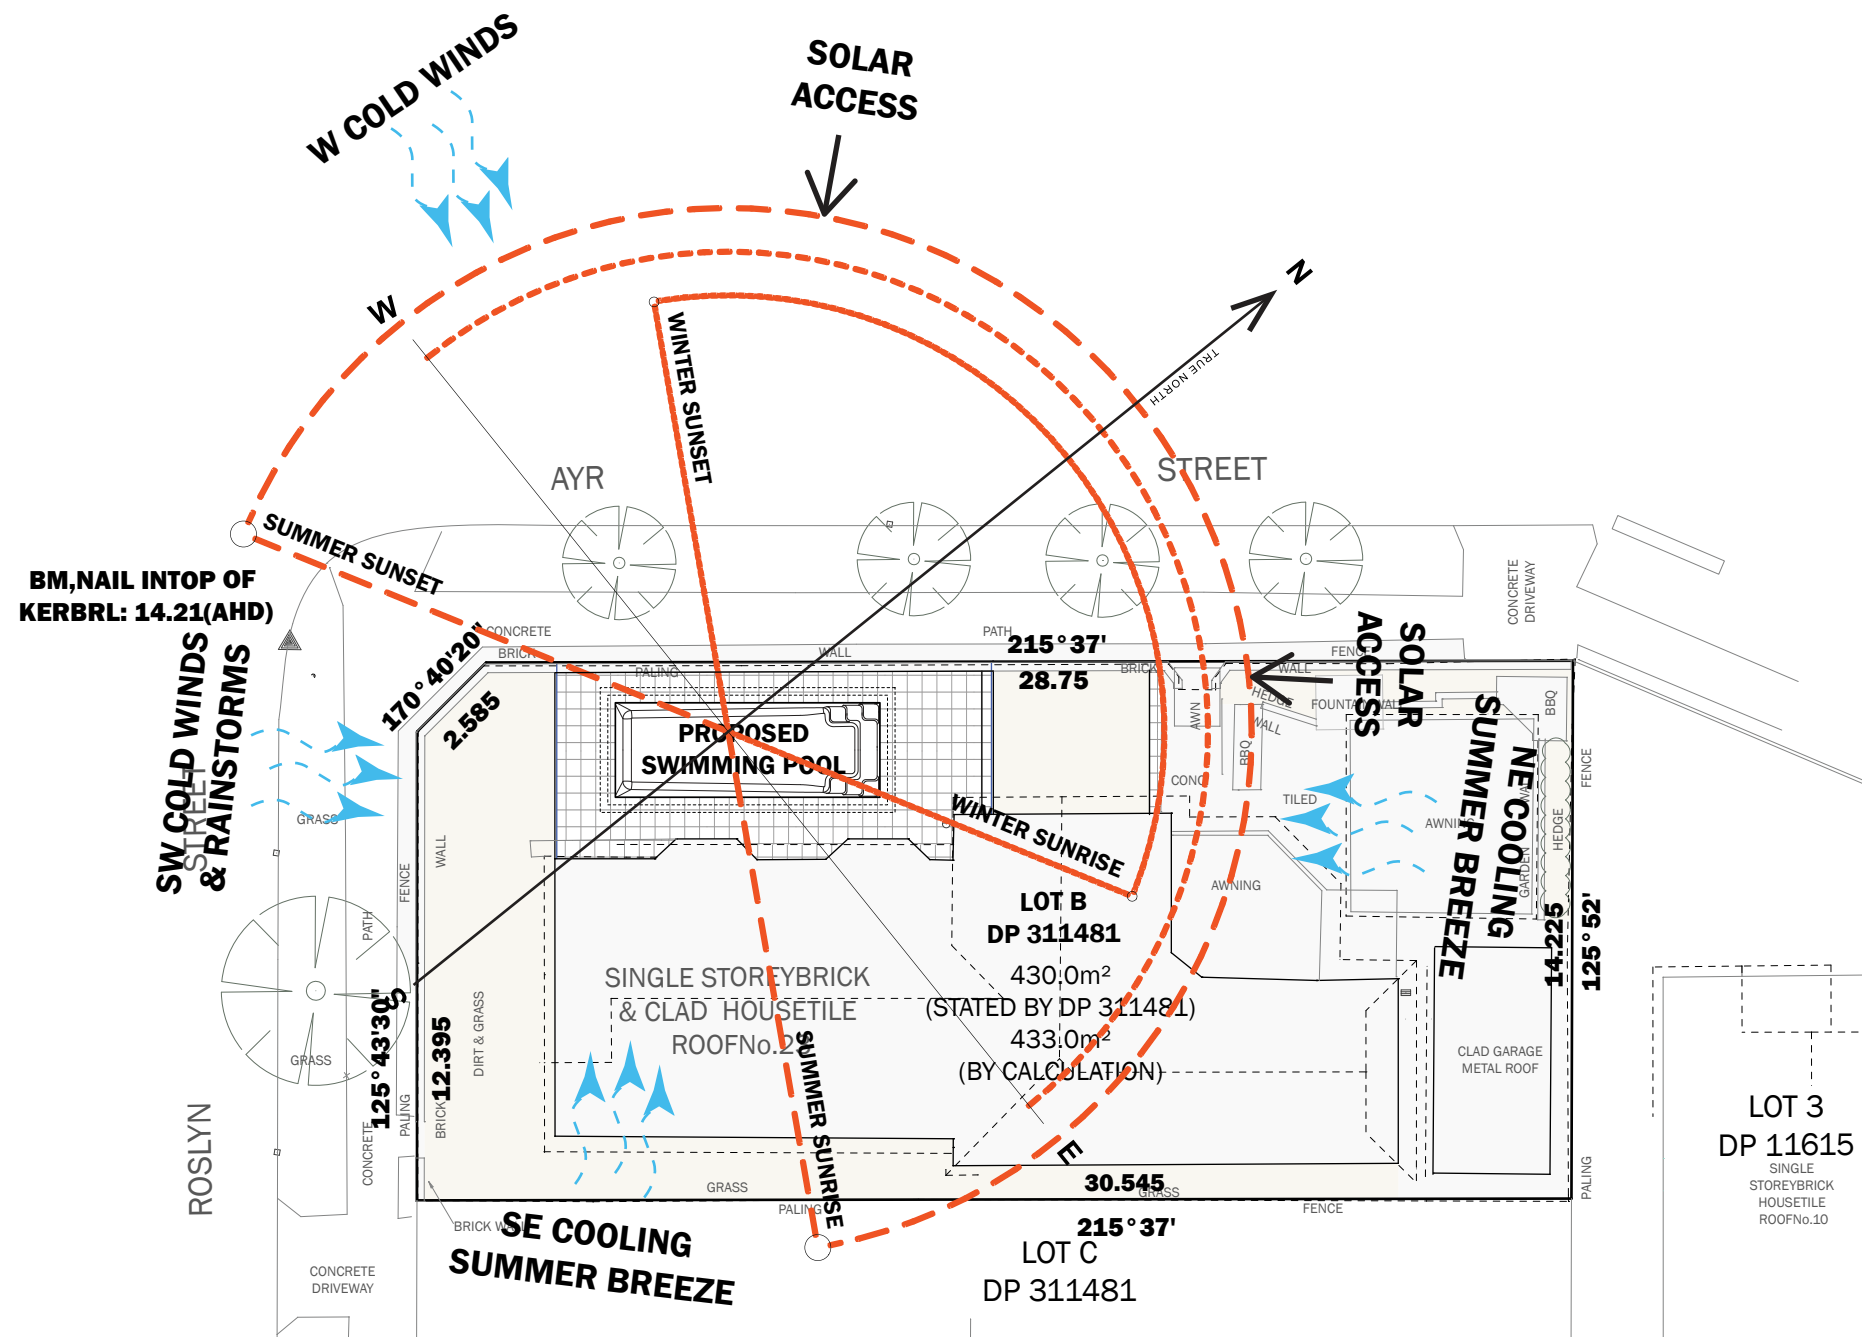 W COLD WINDS
SOLAR
ACCESS
N
TRUE NORTH
W
WINTER SUNSET
AYR
STREET
SUMMER SUNSET
BM,NAIL INTOP OF
KERBRL: 14.21(AHD)
SW COLD WINDS
& RAINSTORMS
STREET
ROSLYN
170°40'20"
2.585
CONCRETE
BRICK
PALING
WALL
PATH
215°37'
28.75
BRICK
WALL
FENCE
CONCRETE
DRIVEWAY
SOLAR
ACCESS
HEDGE
WALL
FOUNTAIN
AWN
BBQ
BBQ
CONC
TILED
AWNING
GARDEN
HEDGE
FENCE
NE COOLING
SUMMER BREEZE
PROPOSED
SWIMMING POOL
WINTER SUNRISE
AWNING
LOT B
DP 311481
430.0m²
(STATED BY DP 311481)
433.0m²
(BY CALCULATION)
SINGLE STOREYBRICK
& CLAD HOUSETILE
SUMMER SUNRISE
14.225
125°52'
CLAD GARAGE
METAL ROOF
GRASS
WALL
FENCE
PATH
S
125°43'30"
12.395
DIRT & GRASS
GRASS
PALING
BRICK
CONCRETE
BRICK
GRASS
PALING
E
30.545
GRASS
215°37'
FENCE
PALING
SE COOLING
SUMMER BREEZE
LOT C
DP 311481
CONCRETE
DRIVEWAY
LOT 3
DP 11615
SINGLE
STOREYBRICK
HOUSETILE
ROOFNo.10